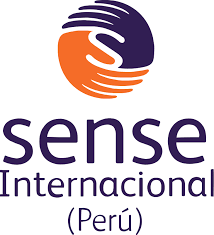 sense
Internacional
(Perú)